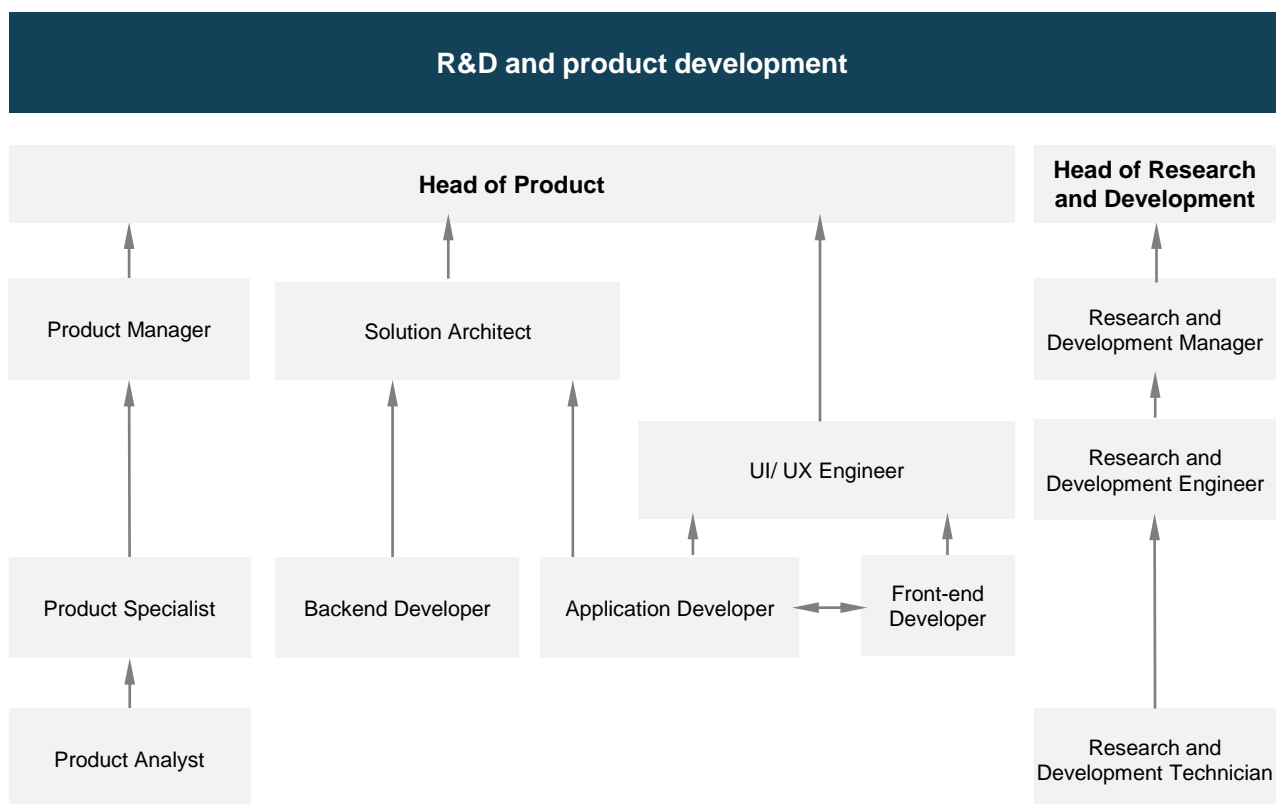 R&D and product development
Head of Product
Head of Research
and Development
Product Manager
Solution Architect
Research and
Development Manager
UI/ UX Engineer
Research and
Development Engineer
Product Specialist
Backend Developer
Application Developer
Front-end
Developer
Product Analyst
Research and
Development Technician